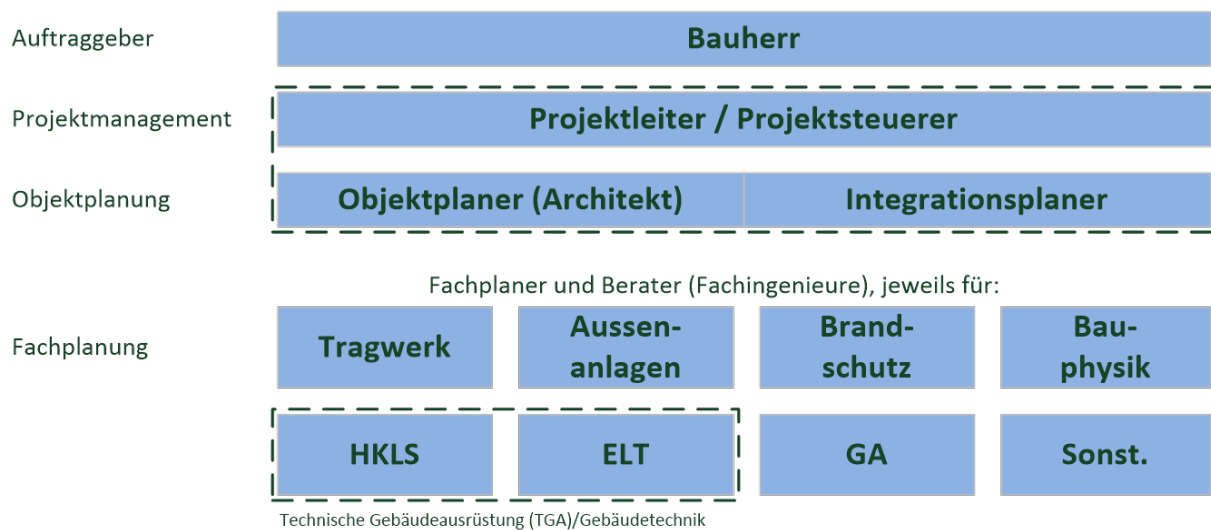 Auftraggeber
Bauherr
Projektmanagement
Projektleiter / Projektsteuerer
Objektplanung
Objektplaner (Architekt)
Integrationsplaner
Fachplaner und Berater (Fachingenieure), jeweils für:
Fachplanung
Tragwerk
Aussen-
anlagen
Brand-
schutz
Bau-
physik
HKLS
ELT
GA
Sonst.
Technische Gebäudeausrüstung (TGA)/Gebäudetechnik